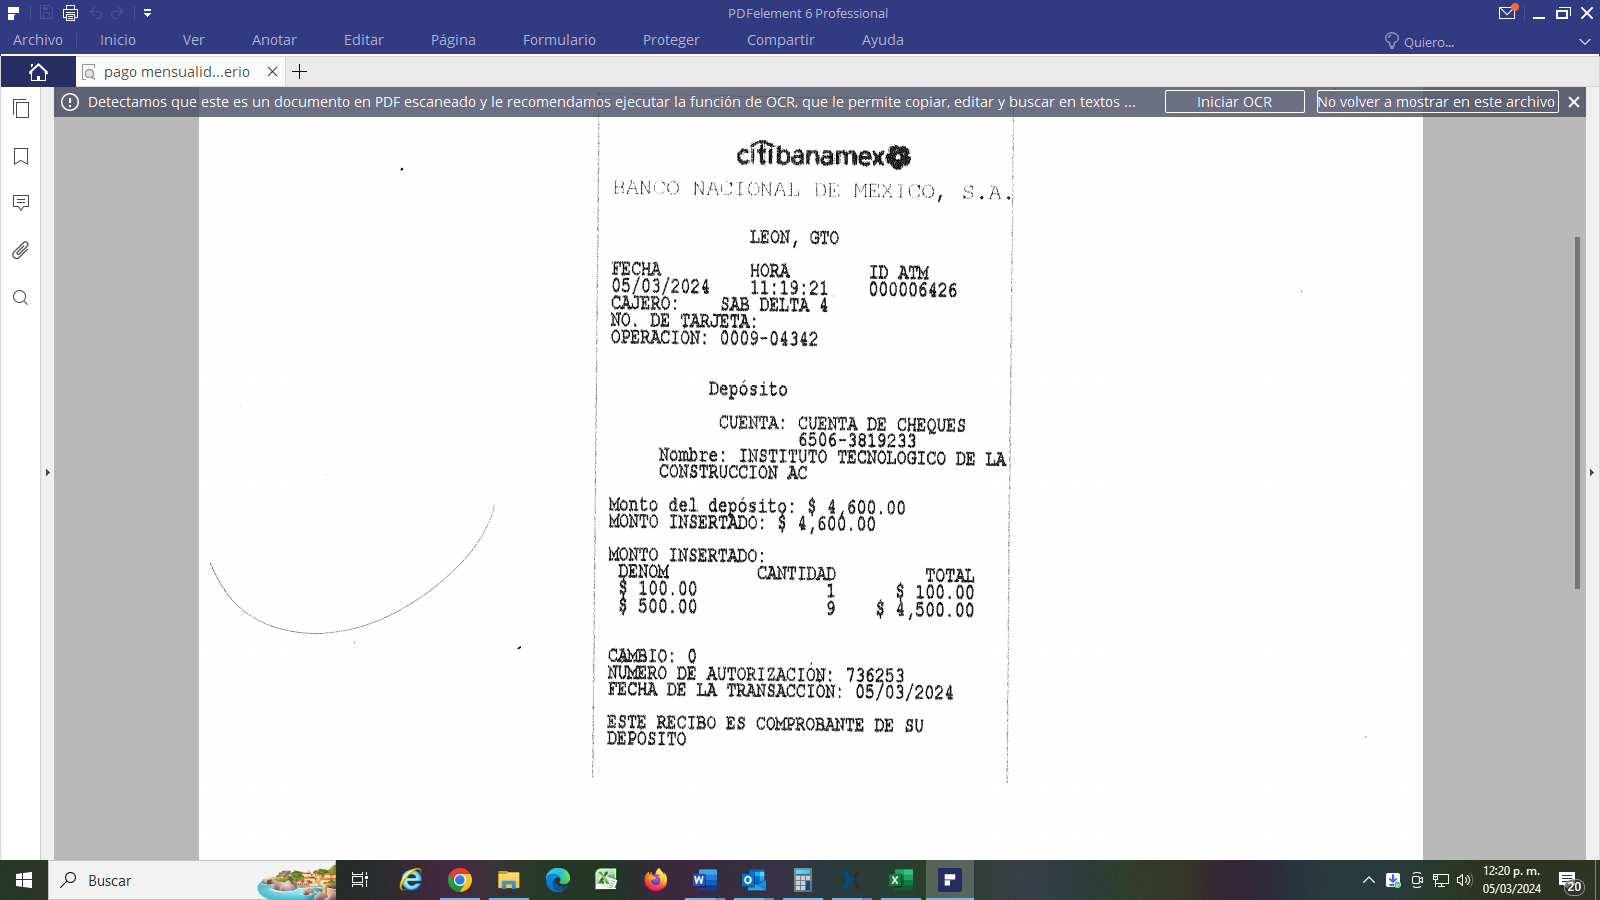 PDFelement 6 Professional
Archivo Inicio Ver Anotar Editar Página Formulario Proteger Compartir Ayuda Quiero...
pago mensualid...erio
Detectamos que este es un documento en PDF escaneado y le recomendamos ejecutar la función de OCR, que le permite copiar, editar y buscar en textos ... Iniciar OCR No volver a mostrar en este archivo
citibanamex
BANCO NACIONAL DE MEXICO, S.A.
LEON, GTO
FECHA HORA ID ATM
05/03/2024 11:19:21 000006426
CAJERO: SAB DELTA 4
NO. DE TARJETA:
OPERACIÓN: 0009-04342
Depósito
CUENTA: CUENTA DE CHEQUES
6506-3819233
Nombre: INSTITUTO TECNOLOGICO DE LA
CONSTRUCCION AC
Monto del depósito: $ 4,600.00
MONTO INSERTADO: $ 4,600.00
MONTO INSERTADO:
DENOM CANTIDAD TOTAL
$ 100.00 1 $ 100.00
$ 500.00 9 $ 4,500.00
CAMBIO: 0
NÚMERO DE AUTORIZACIÓN: 736253
FECHA DE LA TRANSACCIÓN: 05/03/2024
ESTE RECIBO ES COMPROBANTE DE SU
DEPÓSITO
Buscar
12:20 p. m.
05/03/2024
20